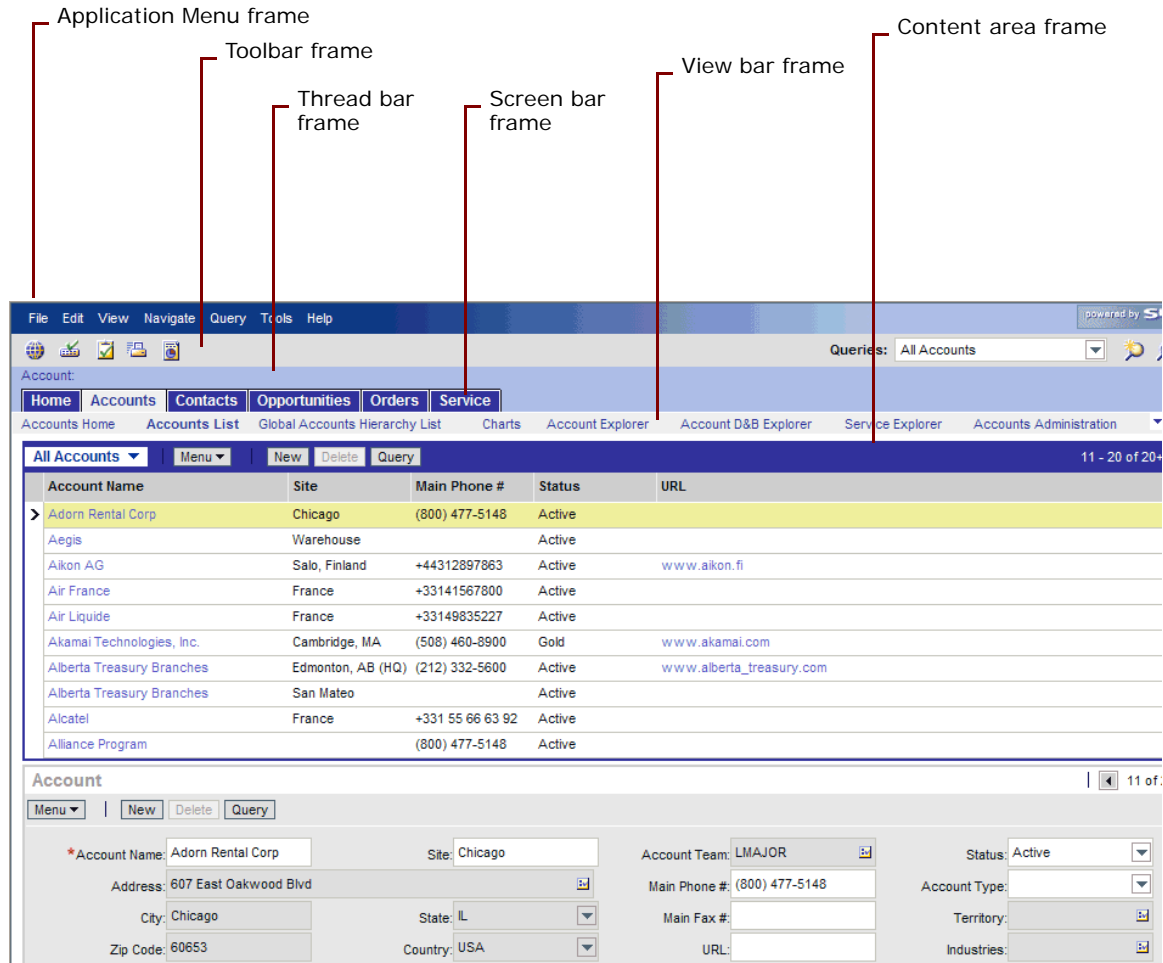 Application Menu frame
Content area frame
Toolbar frame
View bar frame
Thread bar frame
Screen bar frame
File Edit View Navigate Query Tools Help
powered by
Queries: All Accounts
Account:
Home Accounts Contacts Opportunities Orders Service
Accounts Home Accounts List Global Accounts Hierarchy List Charts Account Explorer Account D&B Explorer Service Explorer Accounts Administration
All Accounts Menu New Delete Query 11 - 20 of 20+
Account Name Site Main Phone # Status URL
Adorn Rental Corp Chicago (800) 477-5148 Active
Aegis Warehouse Active
Aikon AG Salo, Finland +44312897863 Active www.aikon.fi
Air France France +33141567800 Active
Air Liquide France +33149835227 Active
Akamai Technologies, Inc. Cambridge, MA (508) 460-8900 Gold www.akamai.com
Alberta Treasury Branches Edmonton, AB (HQ) (212) 332-5600 Active www.alberta_treasury.com
Alberta Treasury Branches San Mateo Active
Alcatel France +331 55 66 63 92 Active
Alliance Program (800) 477-5148 Active
Account 11 of
Menu New Delete Query
*Account Name: Adorn Rental Corp Site: Chicago Account Team: LMAJOR Status: Active
Address: 607 East Oakwood Blvd Main Phone #: (800) 477-5148 Account Type:
City: Chicago State: IL Main Fax #: Territory:
Zip Code: 60653 Country: USA URL: Industries: